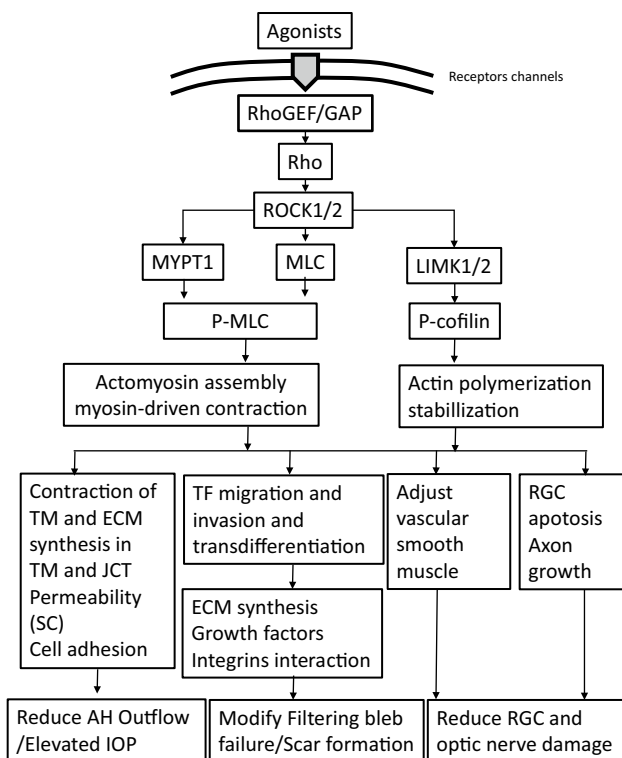 Agonists
Receptors channels
RhoGEF/GAP
Rho
ROCK1/2
MYPT1
MLC
LIMK1/2
P-MLC
P-cofilin
Actomyosin assembly
myosin-driven contraction
Actin polymerization
stabillization
Contraction of
TM and ECM
synthesis in
TM and JCT
Permeability
(SC)
Cell adhesion
TF migration and
invasion and
transdifferentiation
Adjust
vascular
smooth
muscle
RGC
apotosis
Axon
growth
ECM synthesis
Growth factors
Integrins interaction
Reduce AH Outflow
/Elevated IOP
Modify Filtering bleb
failure/Scar formation
Reduce RGC and
optic nerve damage